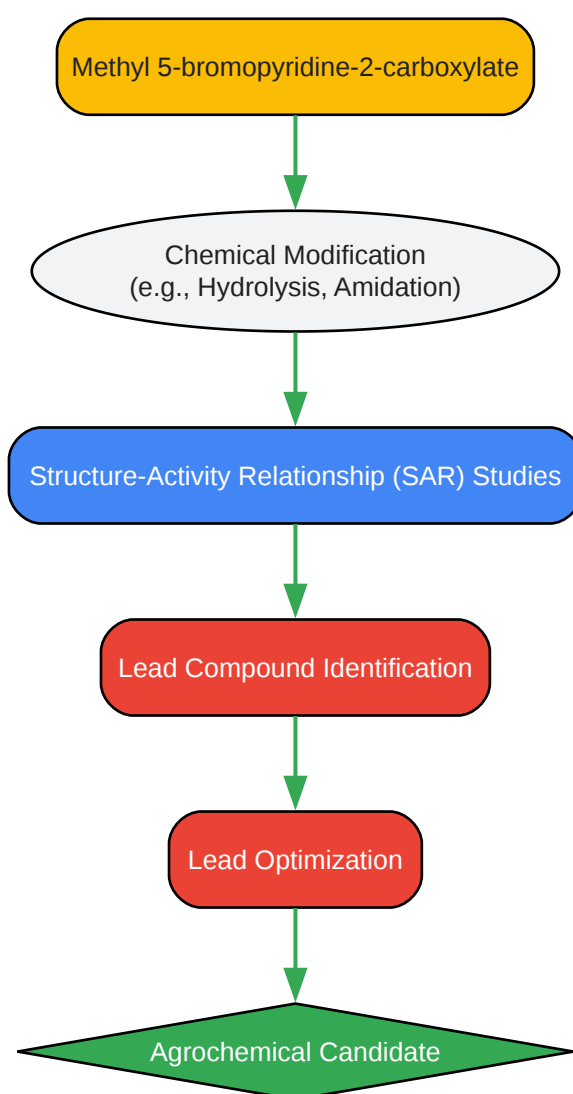 Methyl 5-bromopyridine-2-carboxylate
Chemical Modification
(e.g., Hydrolysis, Amidation)
Structure-Activity Relationship (SAR) Studies
Lead Compound Identification
Lead Optimization
Agrochemical Candidate